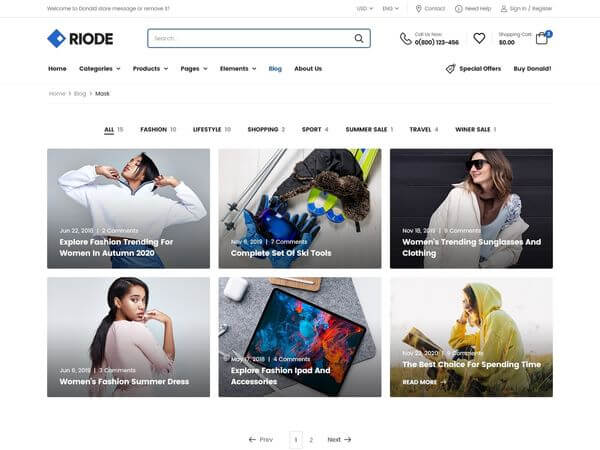 Welcome to Donald store message or remove it!
USD ENG Contact Need Help Sign in / Register
RIODE
Search...
Call Us Now:
0(800) 123-456
Shopping Cart:
$0.00
2
Home Categories Products Pages Elements Blog About Us Special Offers Buy Donald!
Home Blog Mask
ALL 15 FASHION 10 LIFESTYLE 10 SHOPPING 2 SPORT 4 SUMMER SALE 1 TRAVEL 4 WINER SALE 1
Jun 22, 2018 | 2 Comments
Explore Fashion Trending For
Women In Autumn 2020
Nov 6, 2019 | 7 Comments
Complete Set Of Ski Tools
Nov 18, 2019 | 8 Comments
Women's Trending Sunglasses And
Clothing
Jun 6, 2019 | 3 Comments
Women's Fashion Summer Dress
May 17, 2018 | 4 Comments
Explore Fashion Ipad And
Accessories
Nov 22, 2020 | 9 Comments
The Best Choice For Spending Time
READ MORE
Prev 1 2 Next